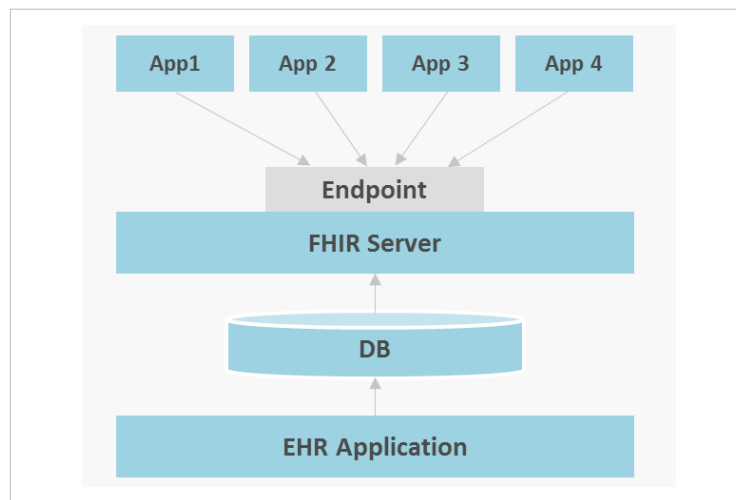 App1
App 2
App 3
App 4
Endpoint
FHIR Server
DB
EHR Application